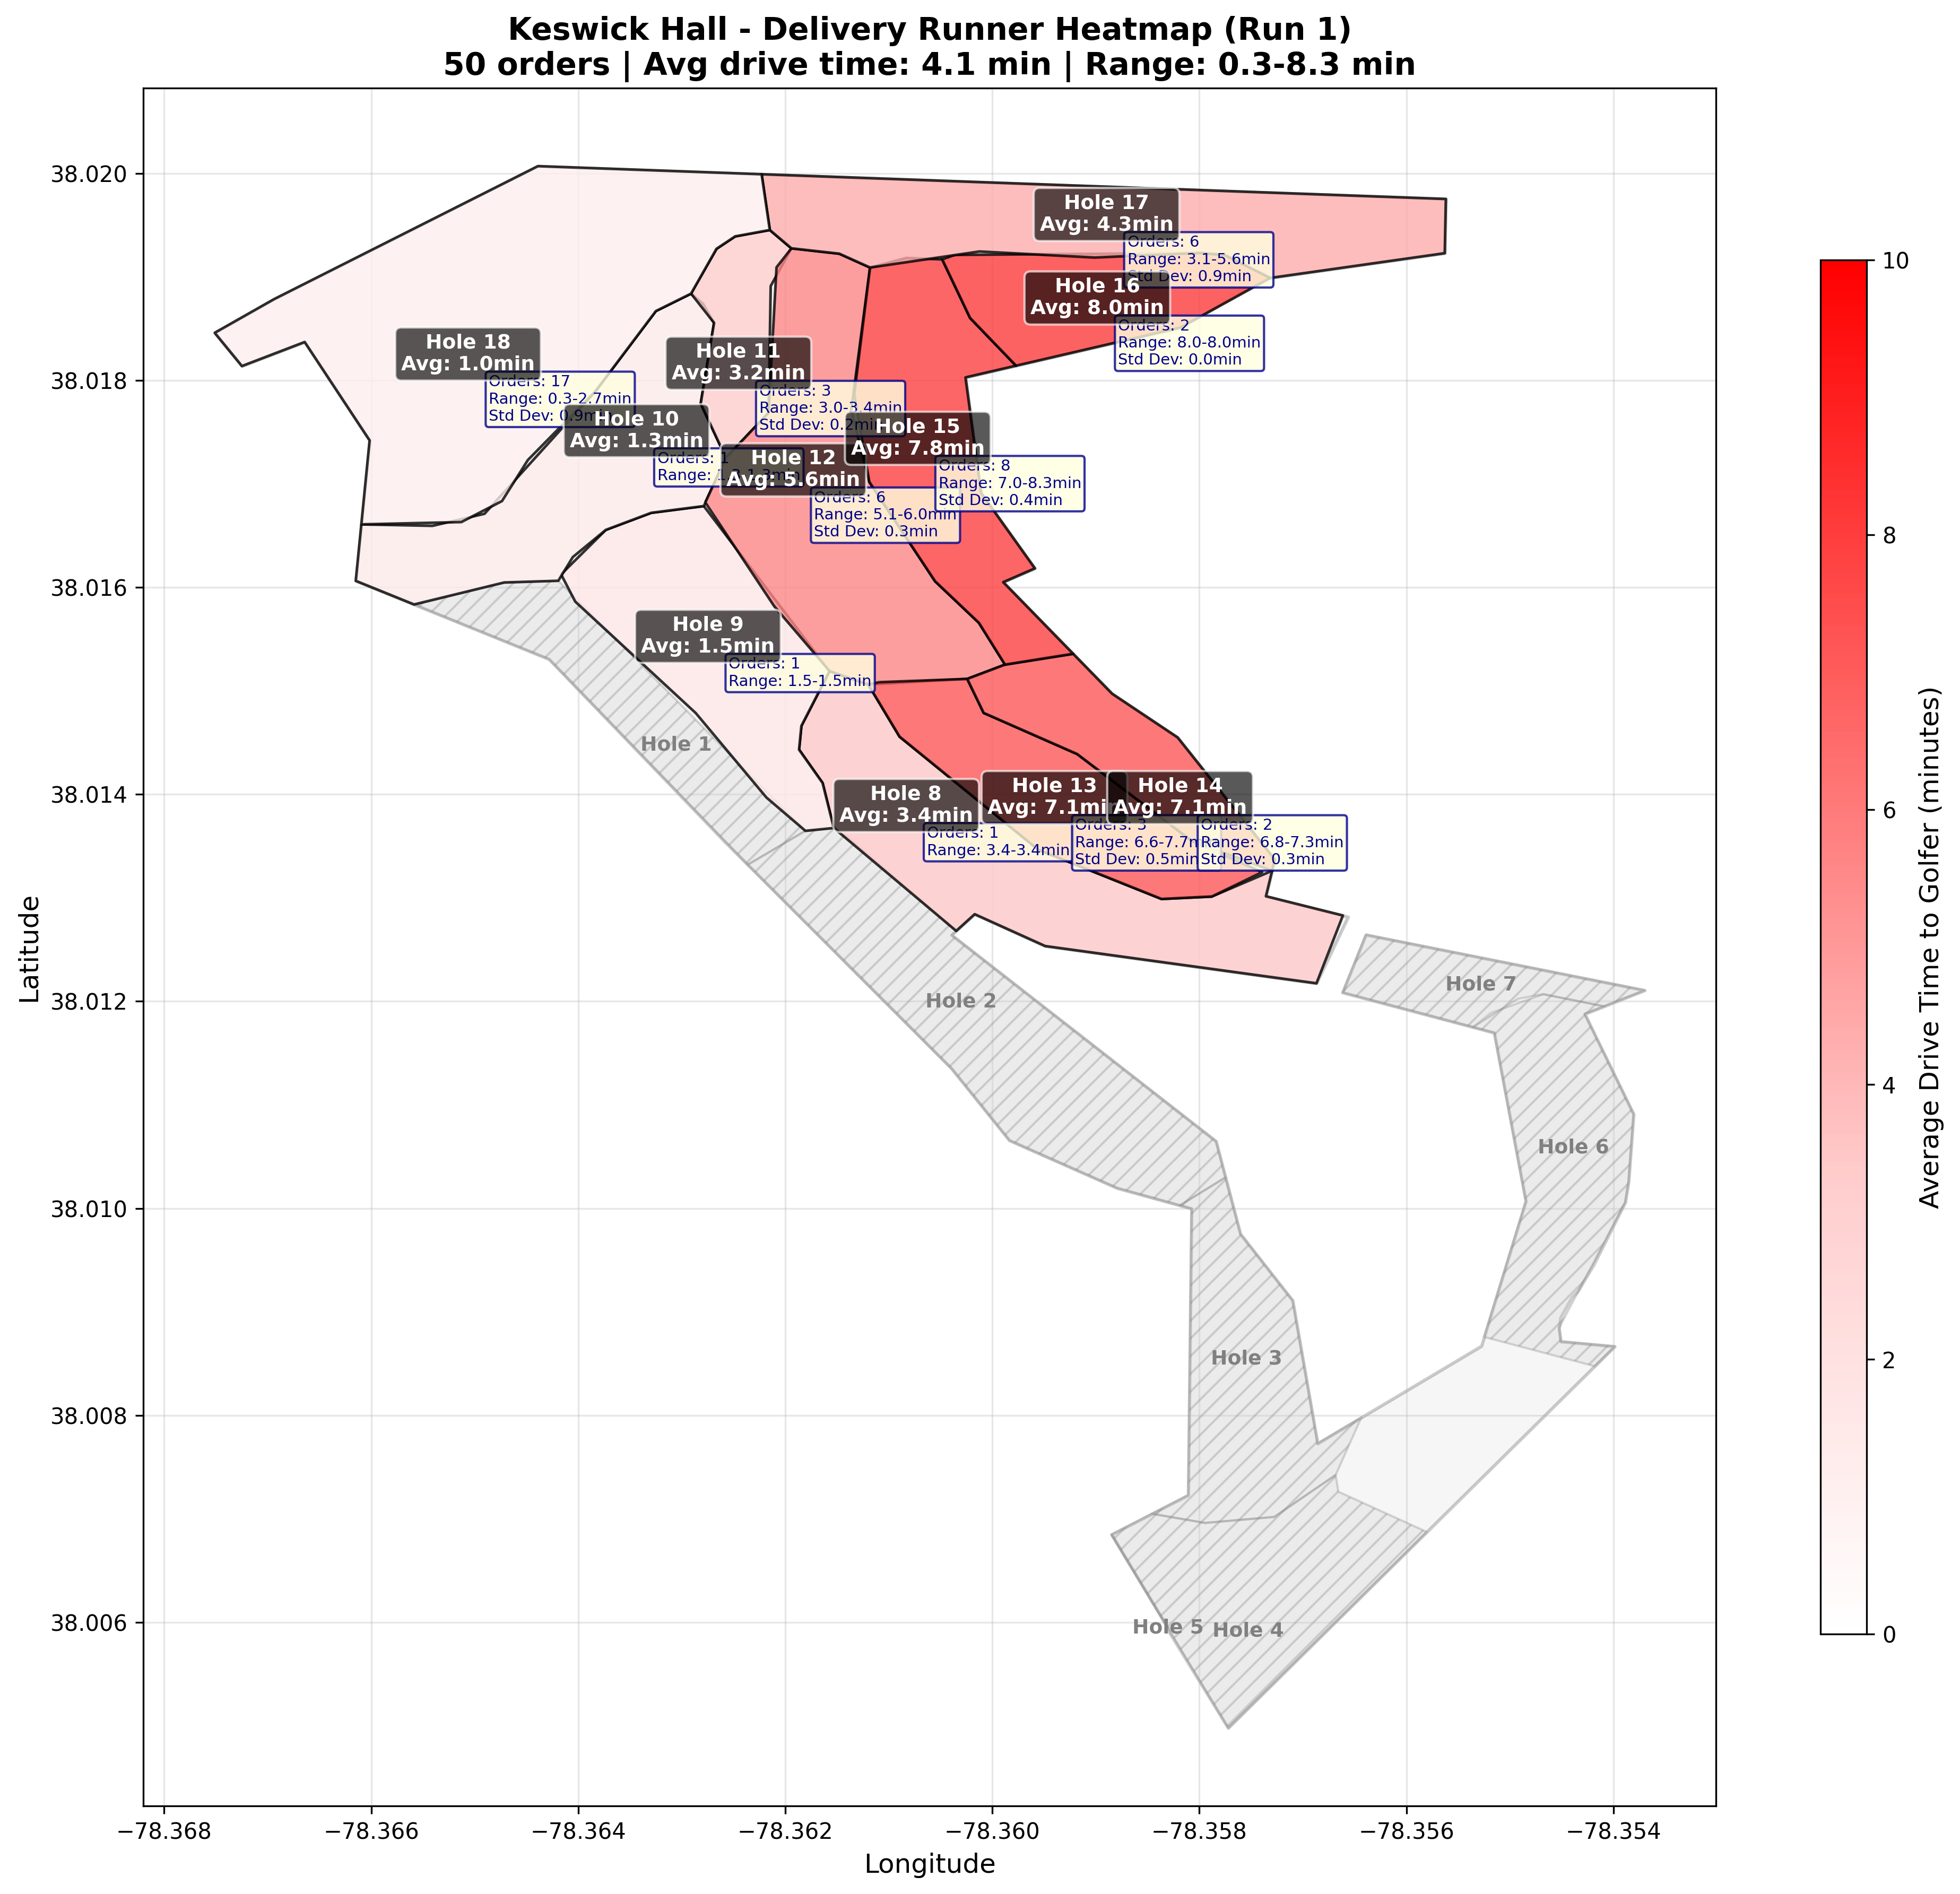 Keswick Hall - Delivery Runner Heatmap (Run 1)
50 orders | Avg drive time: 4.1 min | Range: 0.3-8.3 min
Latitude
38.020
38.018
38.016
38.014
38.012
38.010
38.008
38.006
Hole 17
Avg: 4.3min
Orders: 6
Range: 3.1-5.6min
Std Dev: 0.9min
Hole 16
Avg: 8.0min
Orders: 2
Range: 8.0-8.0min
Std Dev: 0.0min
Hole 18
Avg: 1.0min
Orders: 17
Range: 0.3-2.7min
Std Dev: 0.9min
Hole 11
Avg: 3.2min
Orders: 3
Range: 3.0-3.4min
Std Dev: 0.2min
Hole 10
Avg: 1.3min
Orders: 1
Range: 1.3-1.3min
Hole 15
Avg: 7.8min
Orders: 8
Range: 7.0-8.3min
Std Dev: 0.4min
Hole 12
Avg: 5.6min
Orders: 6
Range: 5.1-6.0min
Std Dev: 0.3min
Hole 9
Avg: 1.5min
Orders: 1
Range: 1.5-1.5min
Hole 1
Hole 8
Avg: 3.4min
Orders: 1
Range: 3.4-3.4min
Hole 13
Avg: 7.1min
Orders: 3
Range: 6.6-7.7m
Std Dev: 0.5min
Hole 14
Avg: 7.1min
Orders: 2
Range: 6.8-7.3min
Std Dev: 0.3min
Hole 2
Hole 7
Hole 6
Hole 3
Hole 5
Hole 4
−78.368
−78.366
−78.364
−78.362
−78.360
−78.358
−78.356
−78.354
Longitude
10
8
6
4
2
0
Average Drive Time to Golfer (minutes)